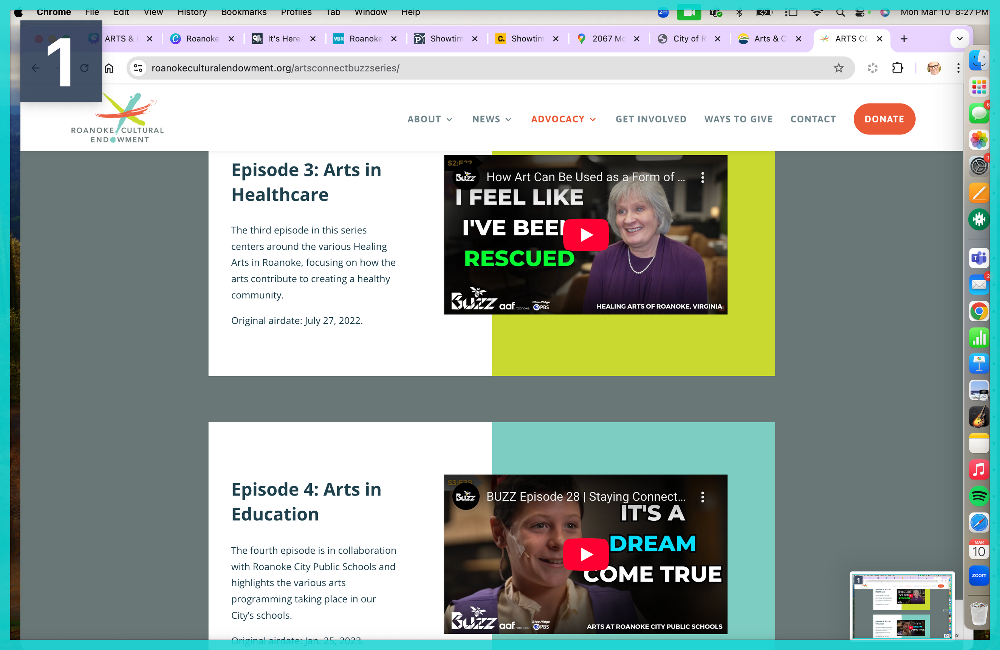 Chrome File Edit View History Bookmarks Profiles Tab Window Help zm Mon Mar 10 8:27 PM
1
ARTS & Roanoke It's Here VBR Roanoke Showtim C. Showtim 2067 Mc City of R Arts & C ARTS CO
roanokeculturalendowment.org/artsconnectbuzzseries/
ROANOKE CULTURAL
ENDOWMENT
ABOUT NEWS ADVOCACY GET INVOLVED WAYS TO GIVE CONTACT DONATE
Episode 3: Arts in
Healthcare
The third episode in this series
centers around the various Healing
Arts in Roanoke, focusing on how the
arts contribute to creating a healthy
community.
Original airdate: July 27, 2022.
S2:E22
BUZZ How Art Can Be Used as a Form of ...
I FEEL LIKE
I'VE BEEN
RESCUED
BUZZ aaf roanoke Blue Ridge PBS HEALING ARTS OF ROANOKE, VIRGINIA
Episode 4: Arts in
Education
The fourth episode is in collaboration
with Roanoke City Public Schools and
highlights the various arts
programming taking place in our
City's schools.
Original airdate: Jan. 25, 2023.
S3:E28
BUZZ BUZZ Episode 28 | Staying Connect...
IT'S A
DREAM
COME TRUE
BUZZ aaf roanoke Blue Ridge PBS ARTS AT ROANOKE CITY PUBLIC SCHOOLS
6
1
2
MAR
10
zoom
1